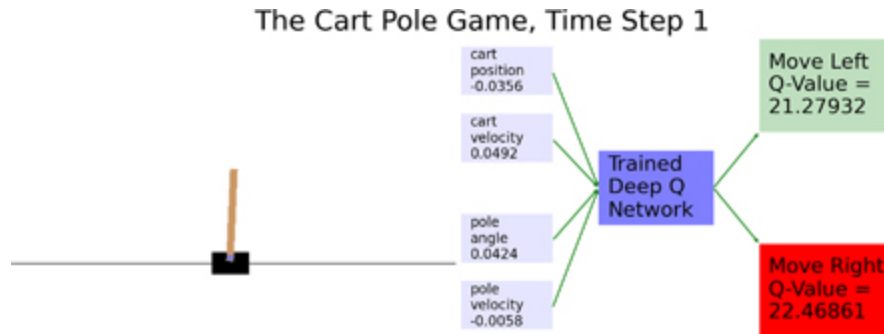 The Cart Pole Game, Time Step 1
cart
position
-0.0356
cart
velocity
0.0492
pole
angle
0.0424
pole
velocity
-0.0058
Trained
Deep Q
Network
Move Left
Q-Value =
21.27932
Move Right
Q-Value =
22.46861